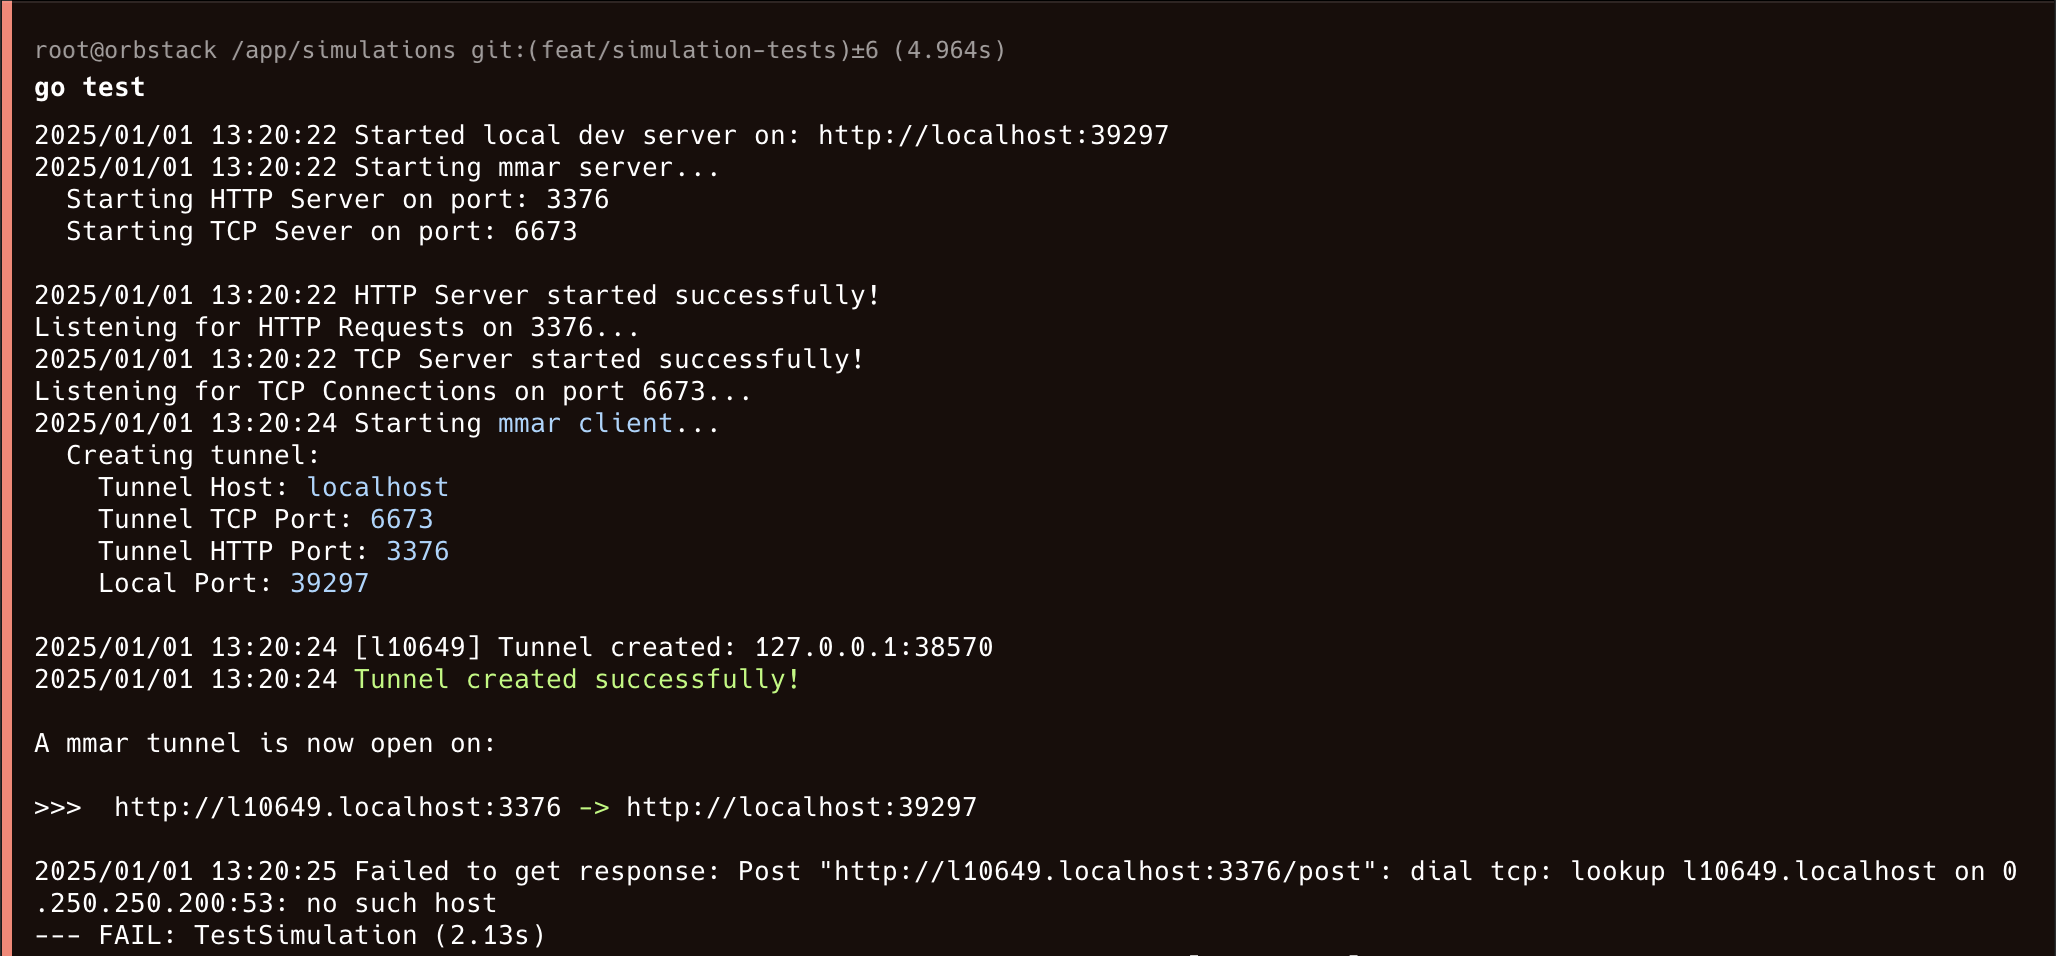 root@orbstack /app/simulations git:(feat/simulation-tests)±6 (4.964s)
go test
2025/01/01 13:20:22 Started local dev server on: http://localhost:39297
2025/01/01 13:20:22 Starting mmar server...
  Starting HTTP Server on port: 3376
  Starting TCP Sever on port: 6673
2025/01/01 13:20:22 HTTP Server started successfully!
Listening for HTTP Requests on 3376...
2025/01/01 13:20:22 TCP Server started successfully!
Listening for TCP Connections on port 6673...
2025/01/01 13:20:24 Starting mmar client...
  Creating tunnel:
    Tunnel Host: localhost
    Tunnel TCP Port: 6673
    Tunnel HTTP Port: 3376
    Local Port: 39297
2025/01/01 13:20:24 [l10649] Tunnel created: 127.0.0.1:38570
2025/01/01 13:20:24 Tunnel created successfully!
A mmar tunnel is now open on:
>>>  http://l10649.localhost:3376 -> http://localhost:39297
2025/01/01 13:20:25 Failed to get response: Post "http://l10649.localhost:3376/post": dial tcp: lookup l10649.localhost on 0
.250.250.200:53: no such host
--- FAIL: TestSimulation (2.13s)